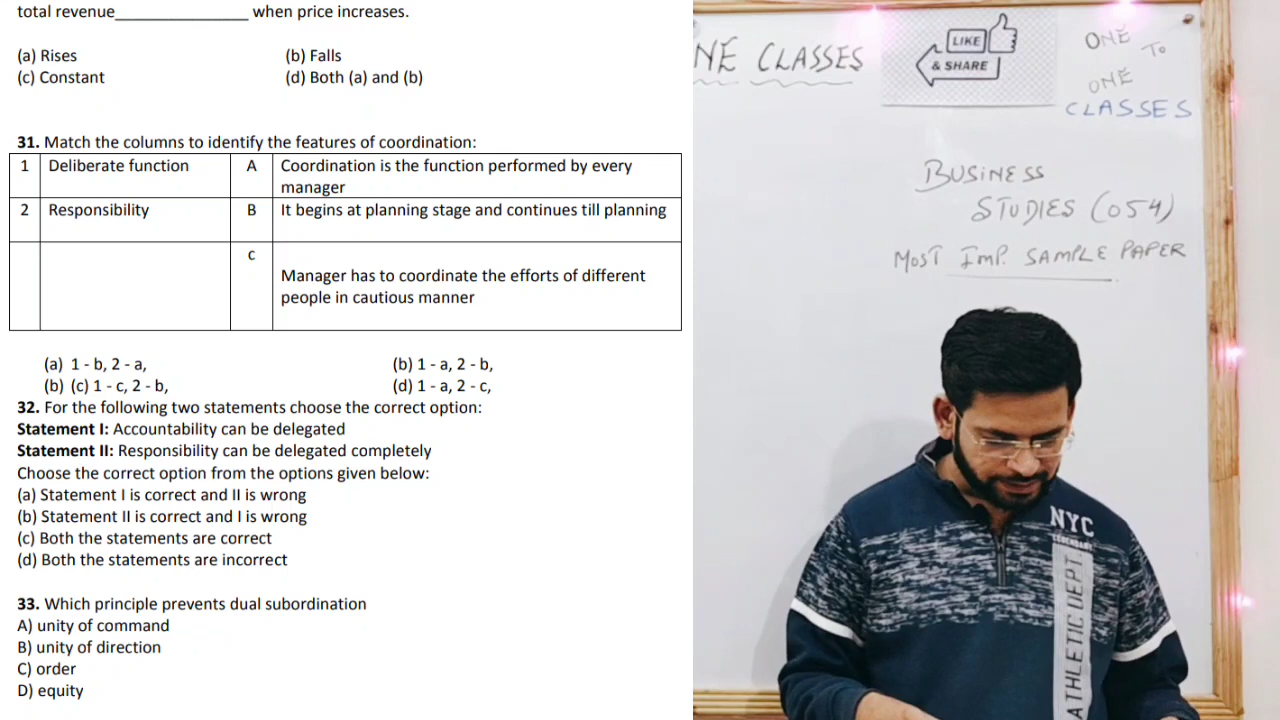 total revenue________________ when price increases.
(a) Rises (b) Falls
(c) Constant (d) Both (a) and (b)
31. Match the columns to identify the features of coordination:
1 Deliberate function A Coordination is the function performed by every
manager
2 Responsibility B It begins at planning stage and continues till planning
C
Manager has to coordinate the efforts of different
people in cautious manner
(a) 1 - b, 2 - a, (b) 1 - a, 2 - b,
(b) (c) 1 - c, 2 - b, (d) 1 - a, 2 - c,
32. For the following two statements choose the correct option:
Statement I: Accountability can be delegated
Statement II: Responsibility can be delegated completely
Choose the correct option from the options given below:
(a) Statement I is correct and II is wrong
(b) Statement II is correct and I is wrong
(c) Both the statements are correct
(d) Both the statements are incorrect
33. Which principle prevents dual subordination
A) unity of command
B) unity of direction
C) order
D) equity
NE CLASSES
LIKE
& SHARE
ONE
TO
ONE
CLASSES
BUSINESS
STUDIES (054)
MOST IMP. SAMPLE PAPER
NYC
LEGENDARY
ATHLETIC DEPT.